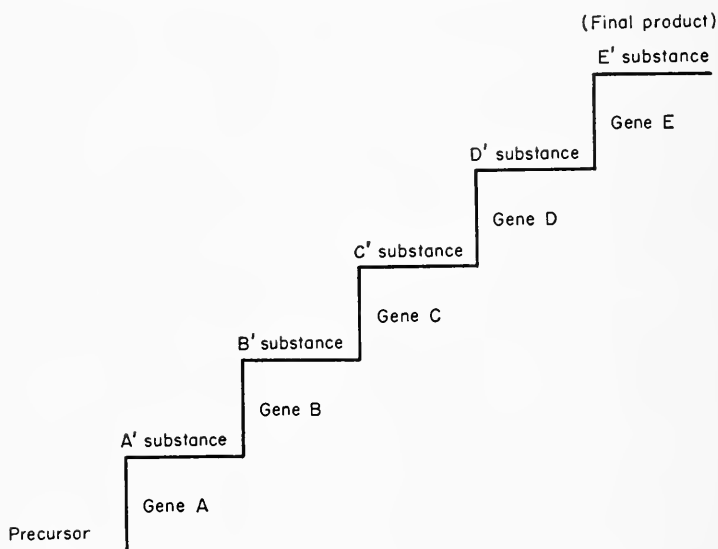 (Final product)
E' substance
Gene E
D' substance
Gene D
C' substance
Gene C
B' substance
Gene B
A' substance
Gene A
Precursor